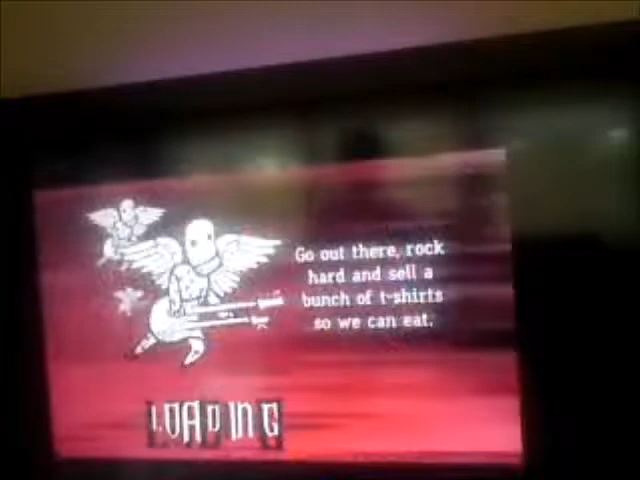 Go out there, rock
hard and sell a
bunch of t-shirts
so we can eat.
LOADING